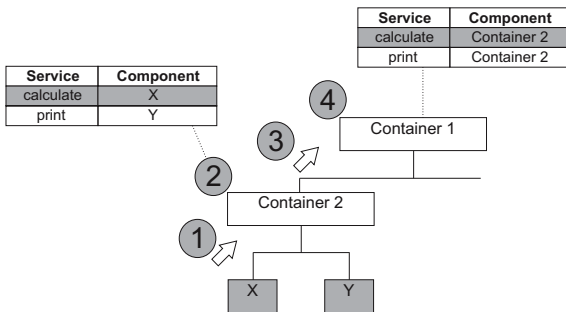 Service Component
calculate Container 2
print Container 2
Service Component
calculate X
print Y
4
Container 1
3
2
Container 2
1
X Y